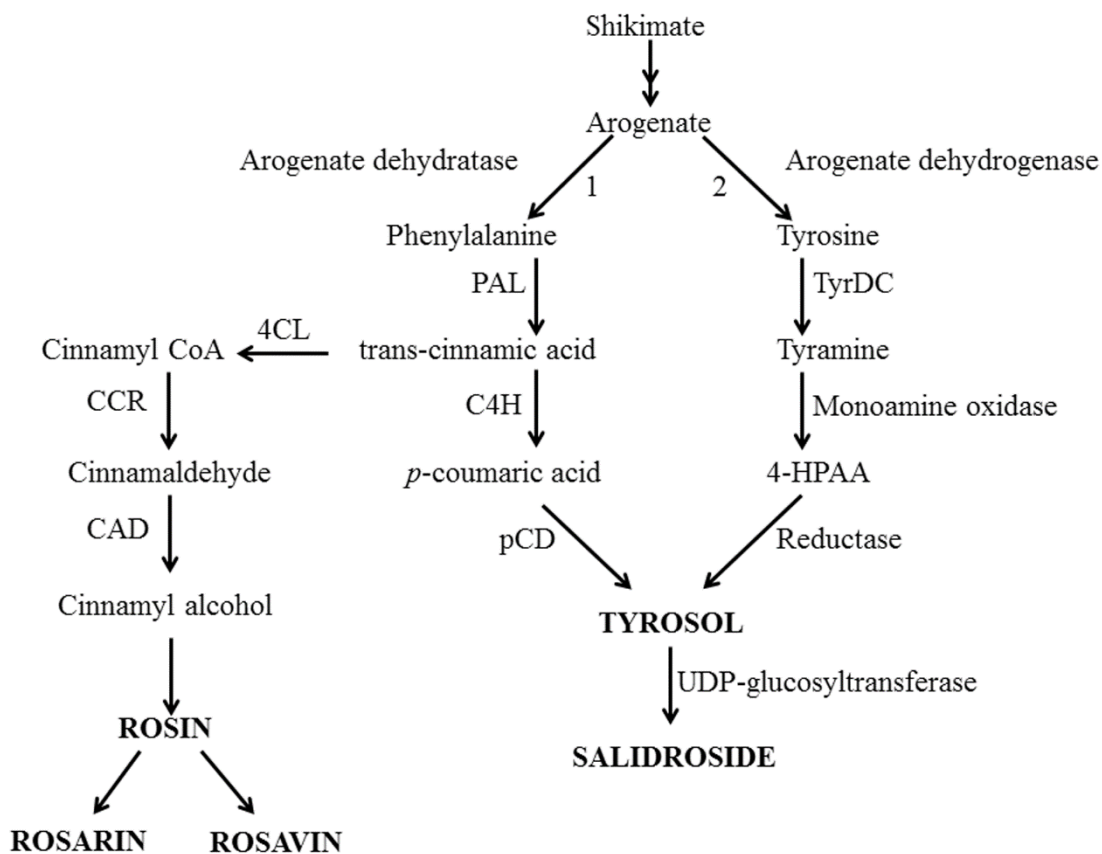 Shikimate
Arogenate
Arogenate dehydratase
Arogenate dehydrogenase
1
2
Phenylalanine
Tyrosine
PAL
TyrDC
4CL
Cinnamyl CoA
trans-cinnamic acid
Tyramine
CCR
C4H
Monoamine oxidase
Cinnamaldehyde
p-coumaric acid
4-HPAA
CAD
pCD
Reductase
Cinnamyl alcohol
TYROSOL
UDP-glucosyltransferase
ROSIN
SALIDROSIDE
ROSARIN
ROSAVIN